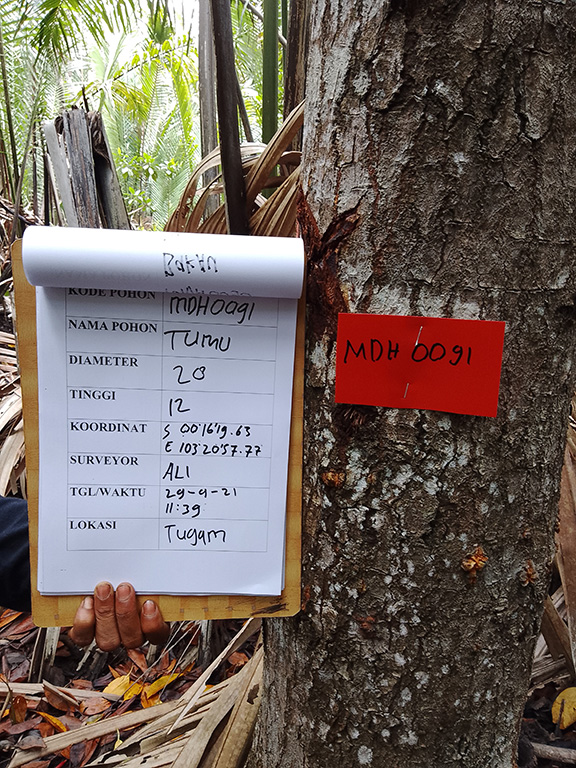 Bakan
KODE POHON MDH0091
NAMA POHON TUMU
DIAMETER 20
TINGGI 12
KOORDINAT S 00°16'19.63
E 103°20'57.77
SURVEYOR ALI
TGL/WAKTU 29-9-21
11:39
LOKASI Tugam
MDH 0091